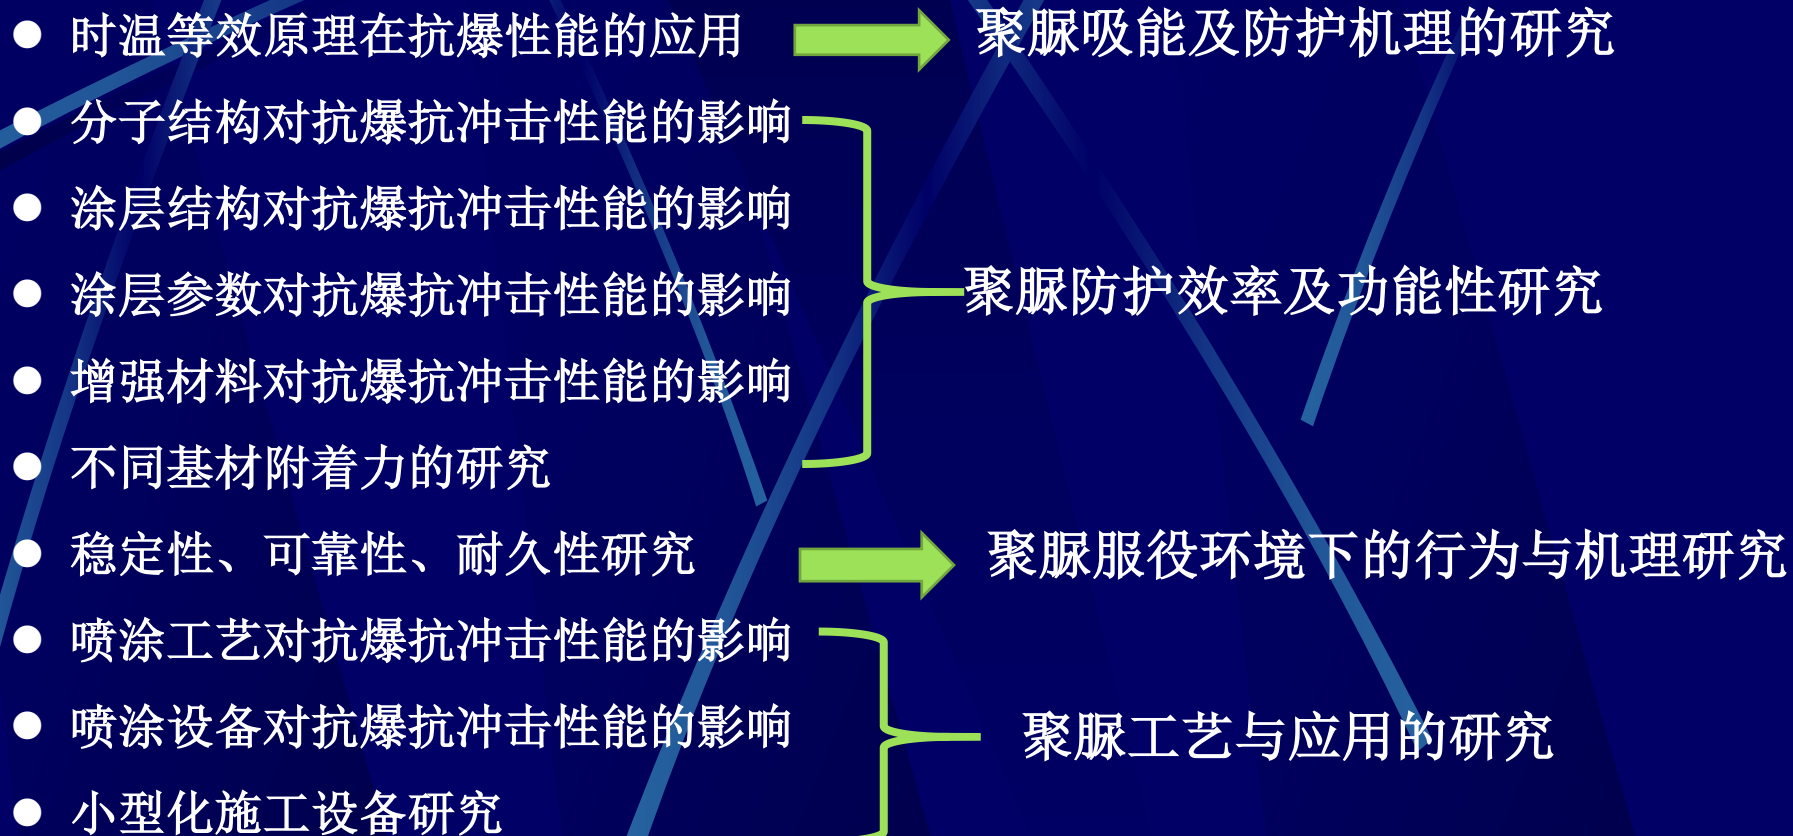 时温等效原理在抗爆性能的应用
聚脲吸能及防护机理的研究
分子结构对抗爆抗冲击性能的影响
涂层结构对抗爆抗冲击性能的影响
涂层参数对抗爆抗冲击性能的影响
聚脲防护效率及功能性研究
增强材料对抗爆抗冲击性能的影响
不同基材附着力的研究
稳定性、可靠性、耐久性研究
聚脲服役环境下的行为与机理研究
喷涂工艺对抗爆抗冲击性能的影响
喷涂设备对抗爆抗冲击性能的影响
聚脲工艺与应用的研究
小型化施工设备研究